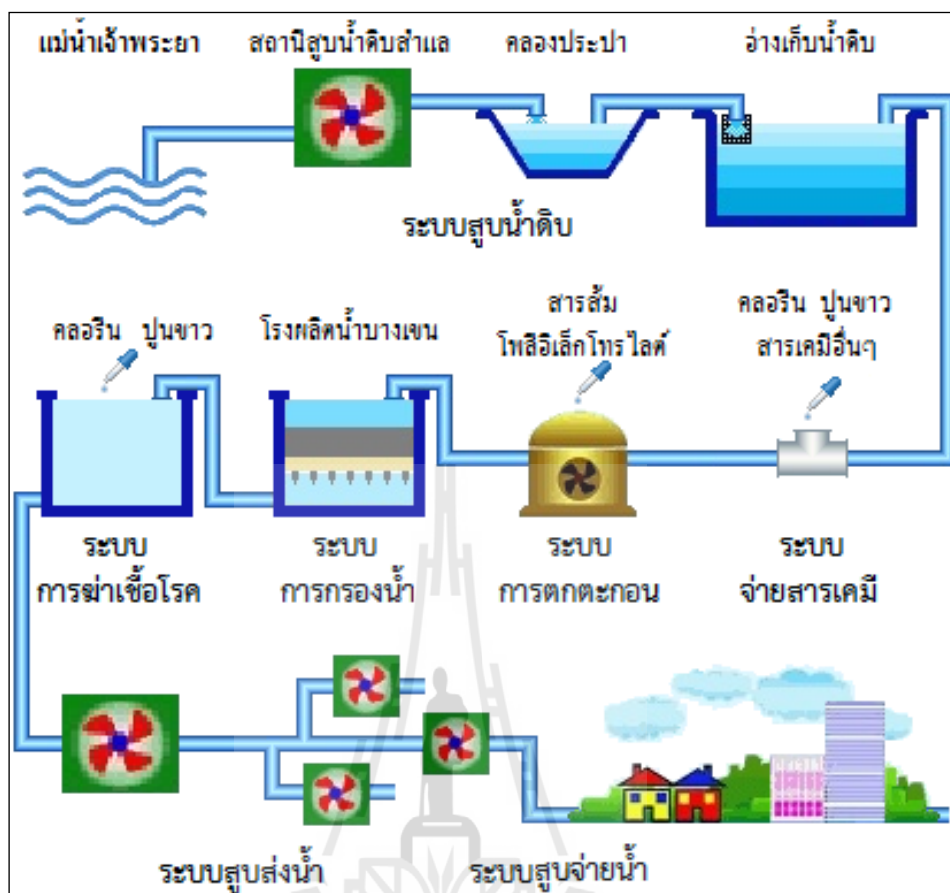 แม่น้ำเจ้าพระยา
สถานีสูบน้ำดิบสำแล
คลองประปา
อ่างเก็บน้ำดิบ
ระบบสูบน้ำดิบ
คลอรีน ปูนขาว
โรงผลิตน้ำบางเขน
สารส้ม
โพลิอิเล็กโทรไลต์
คลอรีน ปูนขาว
สารเคมีอื่นๆ
ระบบ
การฆ่าเชื้อโรค
ระบบ
การกรองน้ำ
ระบบ
การตกตะกอน
ระบบ
จ่ายสารเคมี
ระบบสูบส่งน้ำ
ระบบสูบจ่ายน้ำ